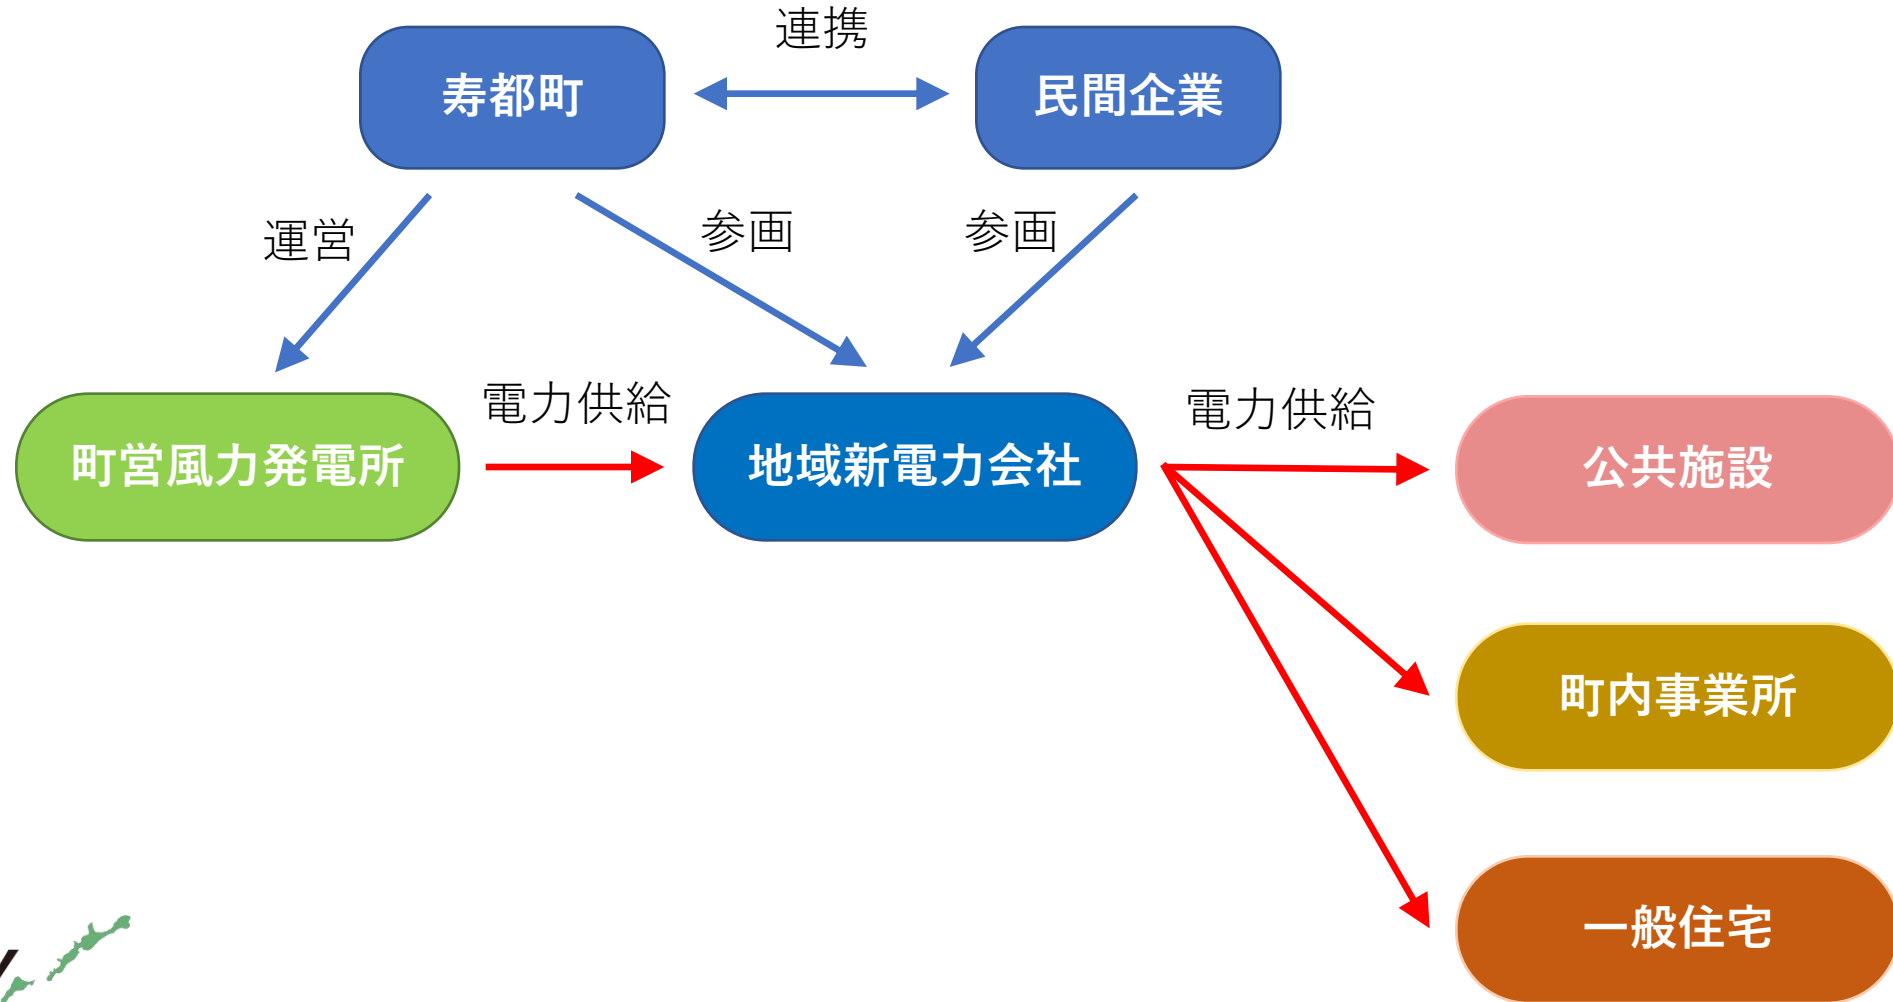 連携
寿都町
民間企業
運営
参画
参画
電力供給
電力供給
町営風力発電所
地域新電力会社
公共施設
町内事業所
一般住宅